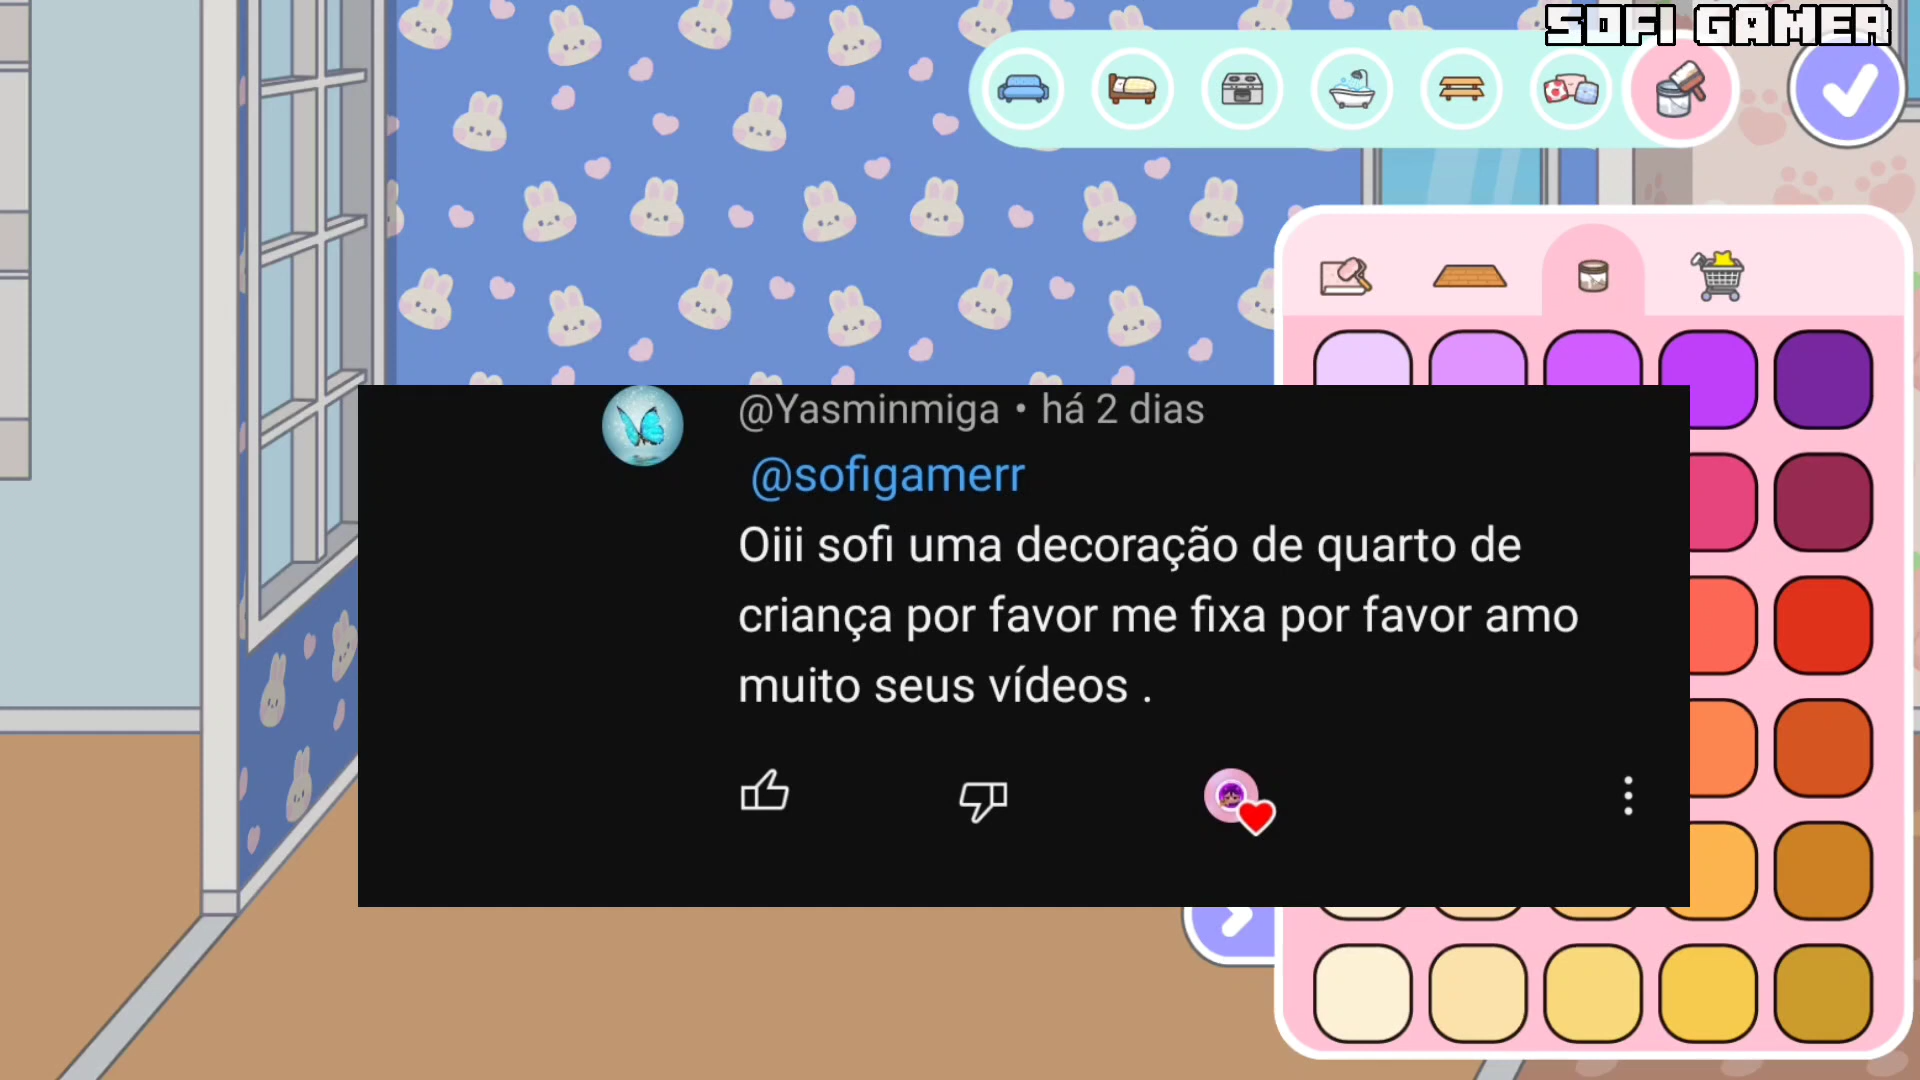 SOFI GAMER
@Yasminmiga • há 2 dias
@sofigamerr
Oiii sofi uma decoração de quarto de
criança por favor me fixa por favor amo
muito seus vídeos .